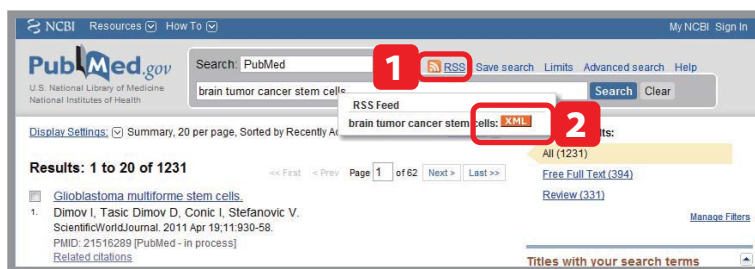 NCBI Resources How To My NCBI Sign In
PubMed.gov
U.S. National Library of Medicine
National Institutes of Health
Search: PubMed
1
RSS Save search Limits Advanced search Help
brain tumor cancer stem cells
Search Clear
RSS Feed
brain tumor cancer stem cells: XML
2
Display Settings: Summary, 20 per page, Sorted by Recently
lts:
All (1231)
Free Full Text (394)
Review (331)
Manage Filters
Results: 1 to 20 of 1231
<< First < Prev Page 1 of 62 Next > Last >>
Glioblastoma multiforme stem cells.
1. Dimov I, Tasic Dimov D, Conic I, Stefanovic V.
ScientificWorldJournal. 2011 Apr 19;11:930-58.
PMID: 21516289 [PubMed - in process]
Related citations
Titles with your search terms